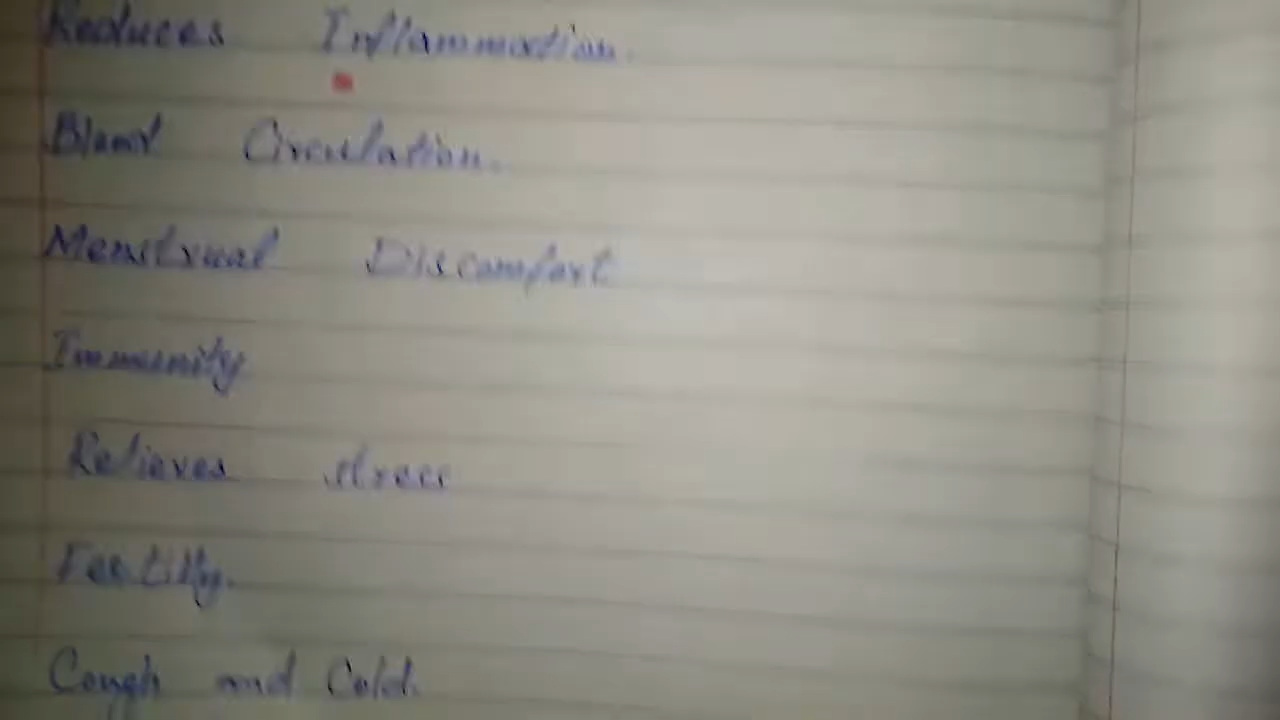 Reduces Inflammation.
Blood Circulation.
Menstrual Discomfort
Immunity
Relieves stress
Fertility.
Cough and Cold.